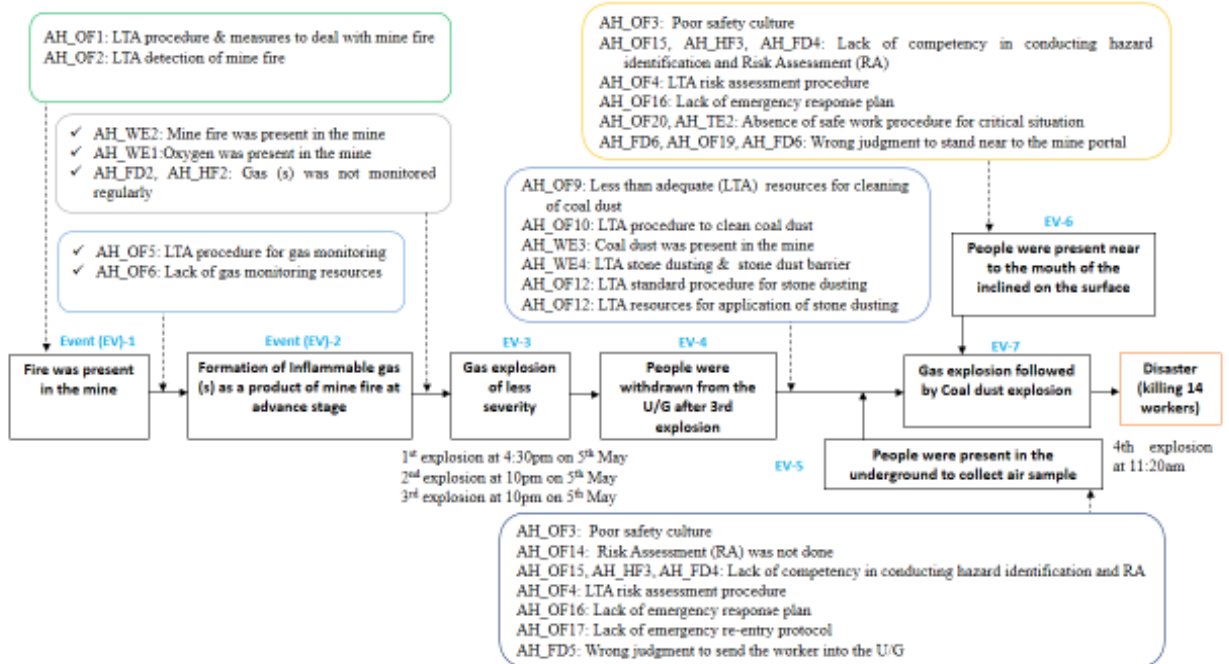 AH_OF1: LTA procedure & measures to deal with mine fire
AH_OF2: LTA detection of mine fire
✓ AH_WE2: Mine fire was present in the mine
✓ AH_WE1:Oxygen was present in the mine
✓ AH_FD2, AH_HF2: Gas (s) was not monitored
regularly
✓ AH_OF5: LTA procedure for gas monitoring
✓ AH_OF6: Lack of gas monitoring resources
AH_OF3: Poor safety culture
AH_OF15, AH_HF3, AH_FD4: Lack of competency in conducting hazard
identification and Risk Assessment (RA)
AH_OF4: LTA risk assessment procedure
AH_OF16: Lack of emergency response plan
AH_OF20, AH_TE2: Absence of safe work procedure for critical situation
AH_FD6, AH_OF19, AH_FD6: Wrong judgment to stand near to the mine portal
AH_OF9: Less than adequate (LTA) resources for cleaning
of coal dust
AH_OF10: LTA procedure to clean coal dust
AH_WE3: Coal dust was present in the mine
AH_WE4: LTA stone dusting & stone dust barrier
AH_OF12: LTA standard procedure for stone dusting
AH_OF12: LTA resources for application of stone dusting
EV-6
People were present near
to the mouth of the
inclined on the surface
Event (EV)-1
Fire was present
in the mine
Event (EV)-2
Formation of Inflammable gas
(s) as a product of mine fire at
advance stage
EV-3
Gas explosion
of less
severity
EV-4
People were
withdrawn from the
U/G after 3rd
explosion
EV-7
Gas explosion followed
by Coal dust explosion
Disaster
(killing 14
workers)
1st explosion at 4:30pm on 5th May
2nd explosion at 10pm on 5th May
3rd explosion at 10pm on 5th May
EV-5
People were present in the
underground to collect air sample
4th explosion
at 11:20am
AH_OF3: Poor safety culture
AH_OF14: Risk Assessment (RA) was not done
AH_OF15, AH_HF3, AH_FD4: Lack of competency in conducting hazard identification and RA
AH_OF4: LTA risk assessment procedure
AH_OF16: Lack of emergency response plan
AH_OF17: Lack of emergency re-entry protocol
AH_FD5: Wrong judgment to send the worker into the U/G